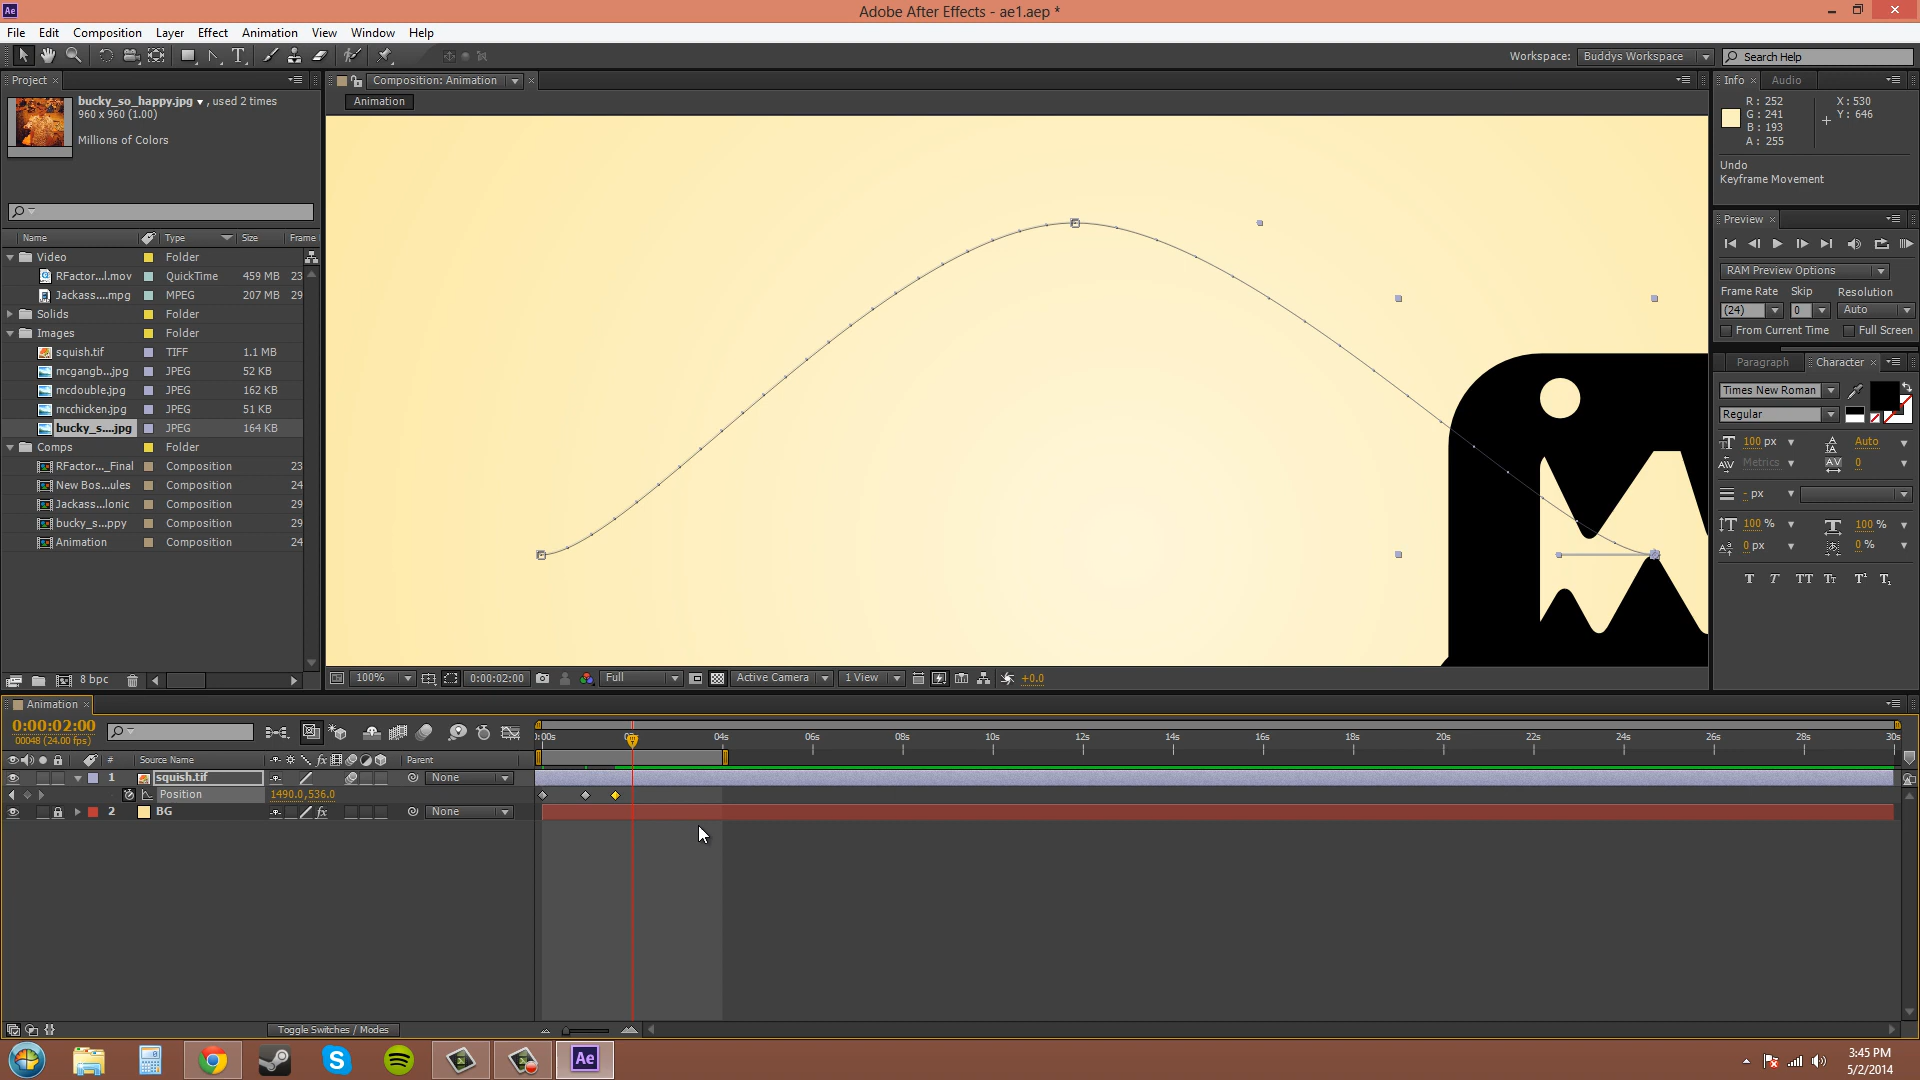 Ae Adobe After Effects - ae1.aep *
File Edit Composition Layer Effect Animation View Window Help
Workspace: Buddys Workspace Search Help
Project × Composition: Animation × Info × Audio
bucky_so_happy.jpg ▼ , used 2 times
960 x 960 (1.00)
Millions of Colors
Animation
R: 252 X: 530
G: 241 Y: 646
B: 193
A: 255
Undo
Keyframe Movement
Preview ×
RAM Preview Options
Frame Rate Skip Resolution
(24) 0 Auto
From Current Time Full Screen
Paragraph Character ×
Times New Roman
Regular
100 px Auto
Metrics AV 0
- px
100 % 100 %
0 px 0 %
T T TT Tt T¹ T₁
Name Type Size Frame
Video Folder
RFactor...l.mov QuickTime 459 MB 23
Jackass....mpg MPEG 207 MB 29
Solids Folder
Images Folder
squish.tif TIFF 1.1 MB
mcgangb...jpg JPEG 52 KB
mcdouble.jpg JPEG 162 KB
mcchicken.jpg JPEG 51 KB
bucky_s....jpg JPEG 164 KB
Comps Folder
RFactor..._Final Composition 23
New Bos...ules Composition 24
Jackass...lonic Composition 29
bucky_s...ppy Composition 29
Animation Composition 24
8 bpc
100% 0:00:02:00 Full Active Camera 1 View +0.0
Animation ×
0:00:02:00
00048 (24.00 fps)
):00s 04s 06s 08s 10s 12s 14s 16s 18s 20s 22s 24s 26s 28s 30s
# Source Name fx Parent
1 squish.tif None
Position 1490.0,536.0
2 BG fx None
Toggle Switches / Modes
Ae
3:45 PM
5/2/2014